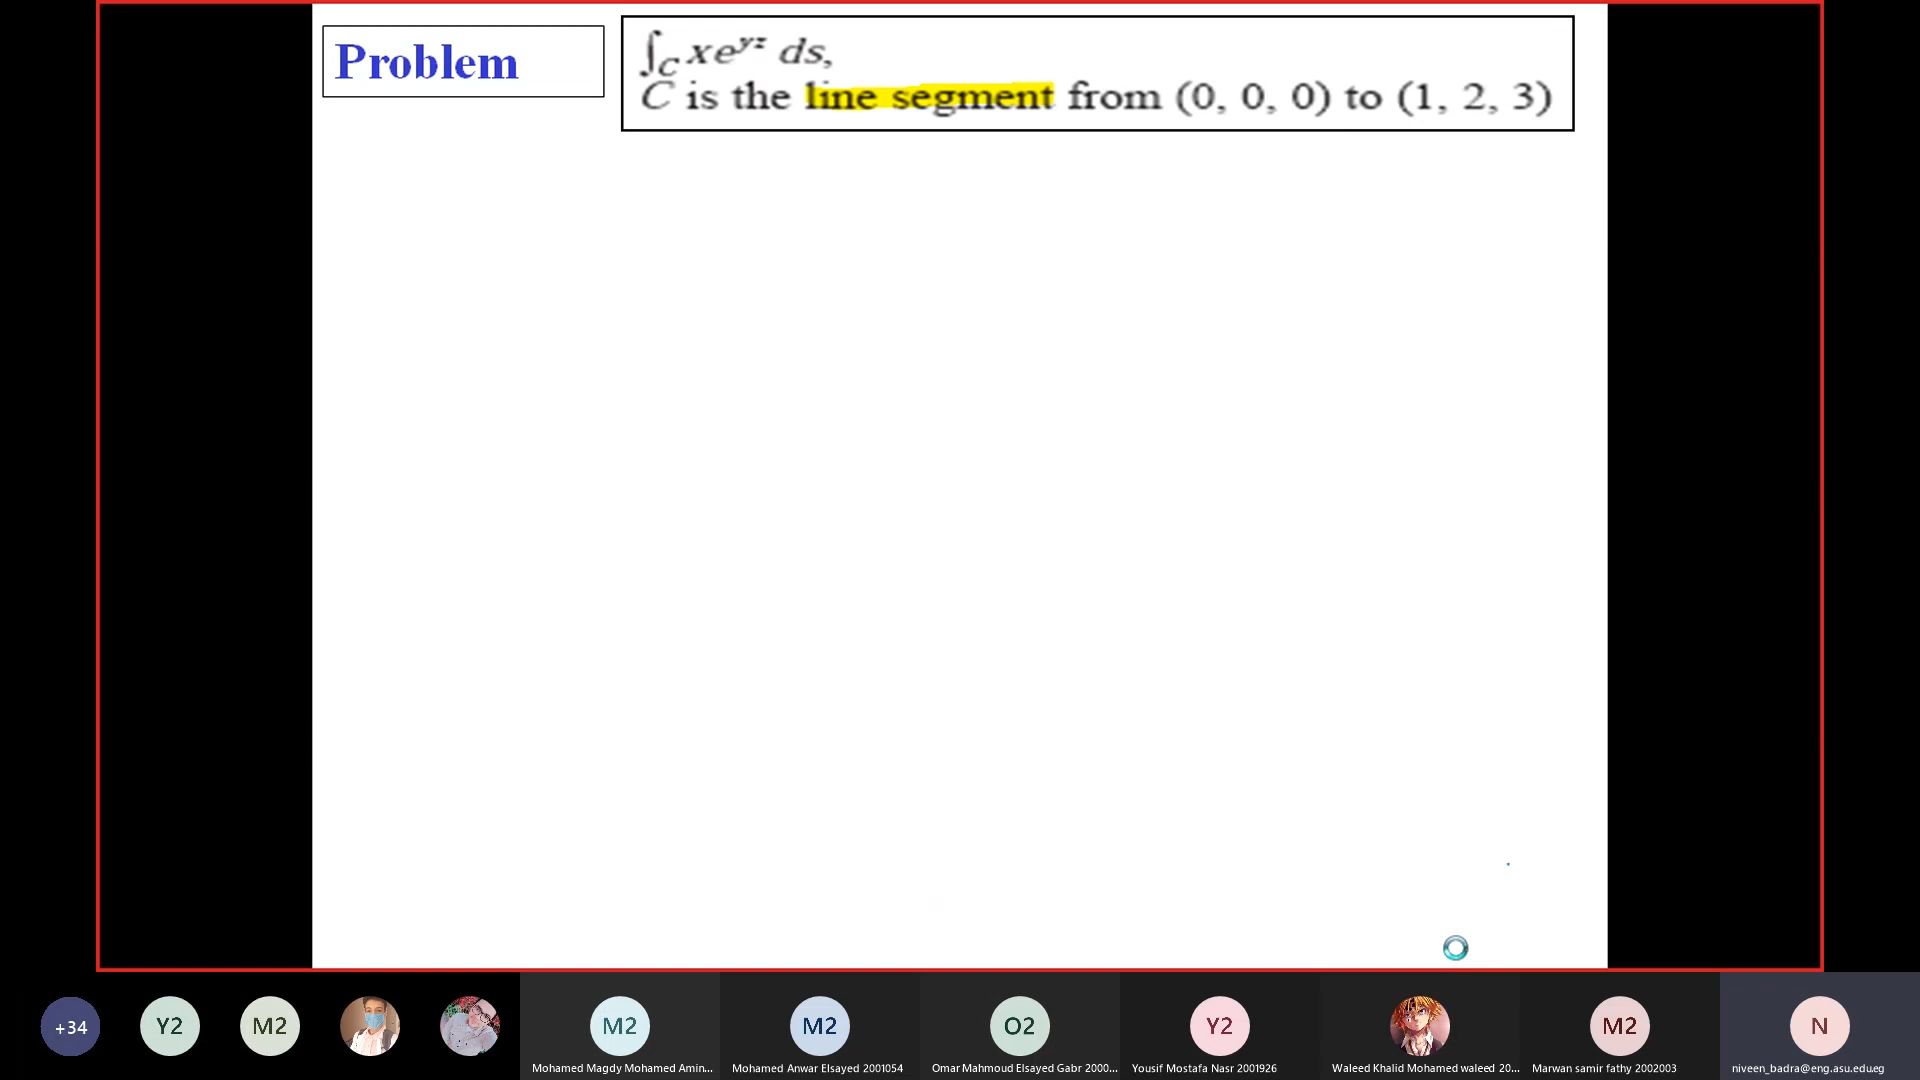 Problem
∫_C xe^{yz} ds,
C is the line segment from (0, 0, 0) to (1, 2, 3)
+34
Y2
M2
M2
M2
O2
Y2
M2
N
Mohamed Magdy Mohamed Amin...
Mohamed Anwar Elsayed 2001054
Omar Mahmoud Elsayed Gabr 2000...
Yousif Mostafa Nasr 2001926
Waleed Khalid Mohamed waleed 20...
Marwan samir fathy 2002003
niveen_badra@eng.asu.edu.eg